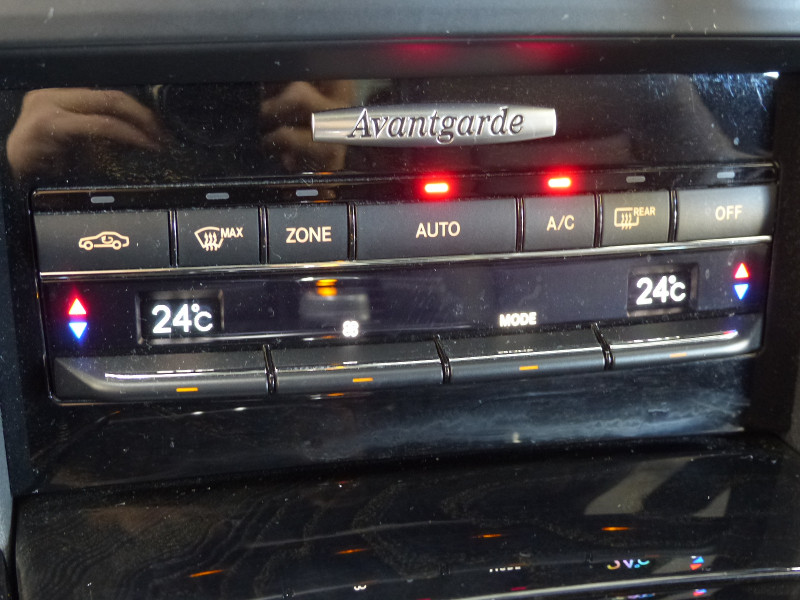 Avantgarde
MAX ZONE AUTO A/C REAR OFF
24°C MODE 24°C